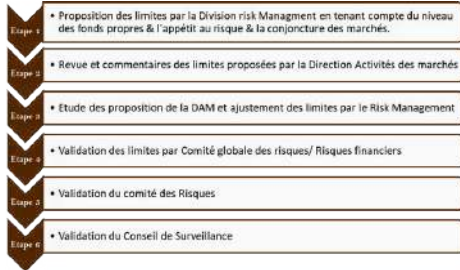 Etape 1
• Proposition des limites par la Division risk Managment en tenant compte du niveau
des fonds propres & l'appétit au risque & la conjoncture des marchés.
Etape 2
• Revue et commentaires des limites proposées par la Direction Activités des marchés
Etape 3
• Etude des proposition de la DAM et ajustement des limites par le Risk Management
Etape 4
• Validation des limites par Comité globale des risques/ Risques financiers
Etape 5
• Validation du comité des Risques
Etape 6
• Validation du Conseil de Surveillance